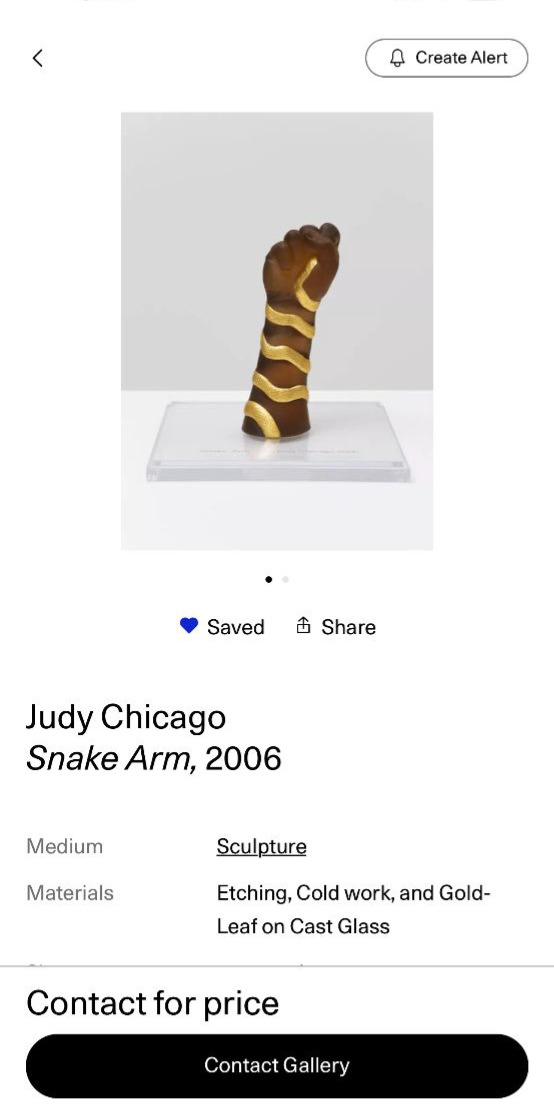 Create Alert
Saved
Share
Judy Chicago
Snake Arm, 2006
Medium
Sculpture
Materials
Etching, Cold work, and Gold-
Leaf on Cast Glass
Contact for price
Contact Gallery